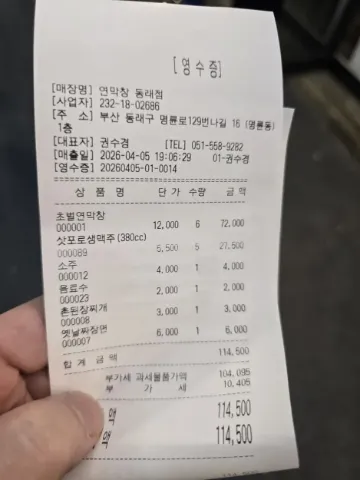 [영수증]
[매장명] 연막창 동래점
[사업자] 232-18-02686
[주 소] 부산 동래구 명륜로129번나길 16 (명륜동)
1층
[대표자] 권수경 [TEL] 051-558-9282
[매출일] 2026-04-05 19:06:29 01-권수경
[영수증] 20260405-01-0014
상 품 명 단 가 수량 금 액
초벌연막창
000001 12,000 6 72,000
삿포로생맥주(380cc)
000089 5,500 5 27,500
소주
000012 4,000 1 4,000
음료수
000023 2,000 1 2,000
촌된장찌개
000008 3,000 1 3,000
옛날짜장면
000007 6,000 1 6,000
합 계 금 액 114,500
부가세 과세물품가액 104,095
부 가 세 10,405
액 114,500
액 114,500